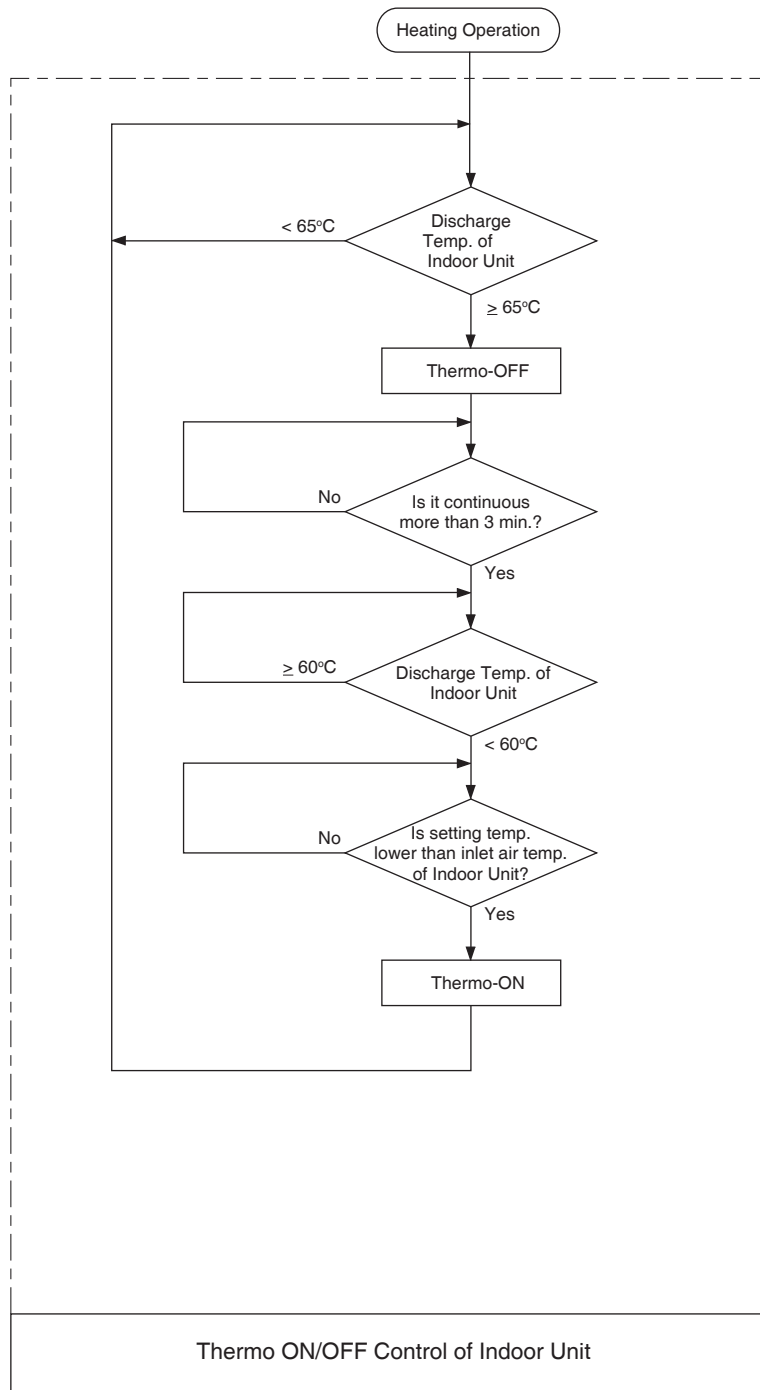 Heating Operation
< 65°C
Discharge
Temp. of
Indoor Unit
≥ 65°C
Thermo-OFF
No
Is it continuous
more than 3 min.?
Yes
≥ 60°C
Discharge Temp. of
Indoor Unit
< 60°C
No
Is setting temp.
lower than inlet air temp.
of Indoor Unit?
Yes
Thermo-ON
Thermo ON/OFF Control of Indoor Unit